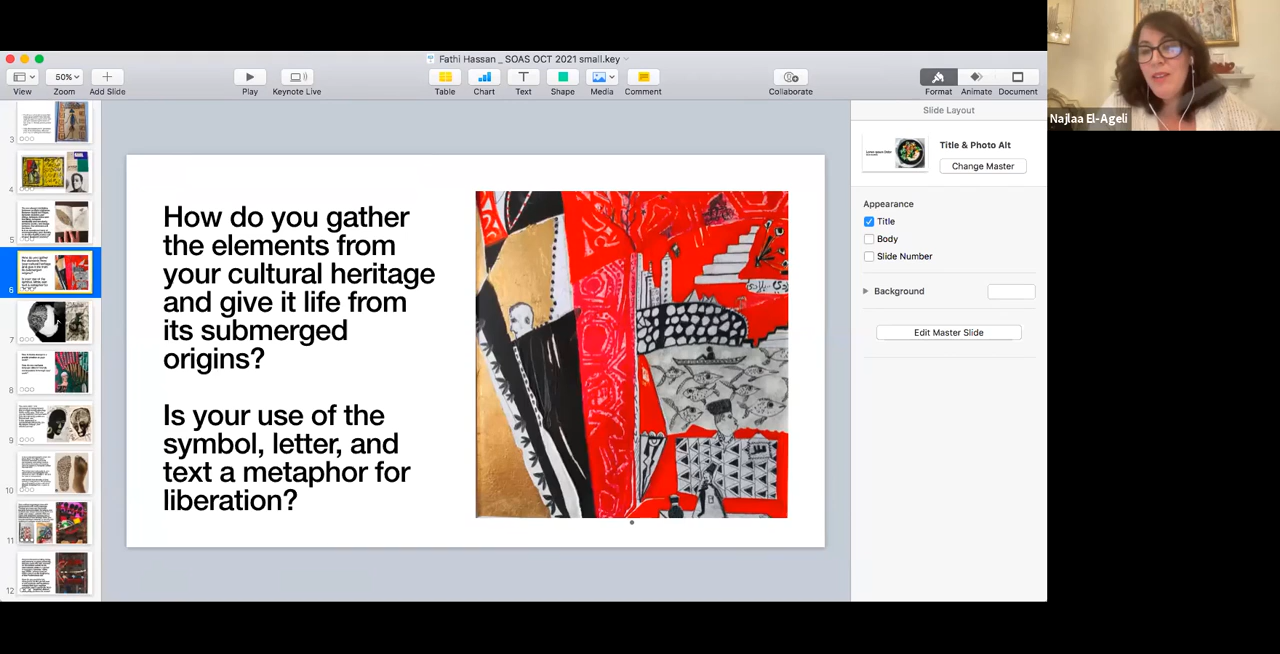 Fathi Hassan _ SOAS OCT 2021 small.key
50%
View
Zoom
Add Slide
Play
Keynote Live
Table
Chart
Text
Shape
Media
Comment
Collaborate
Format
Animate
Document
Najlaa El-Ageli
3
4
5
6
7
8
9
10
11
12
How do you gather
the elements from
your cultural heritage
and give it life from
its submerged
origins?
Is your use of the
symbol, letter, and
text a metaphor for
liberation?
Slide Layout
Title & Photo Alt
Change Master
Appearance
Title
Body
Slide Number
Background
Edit Master Slide